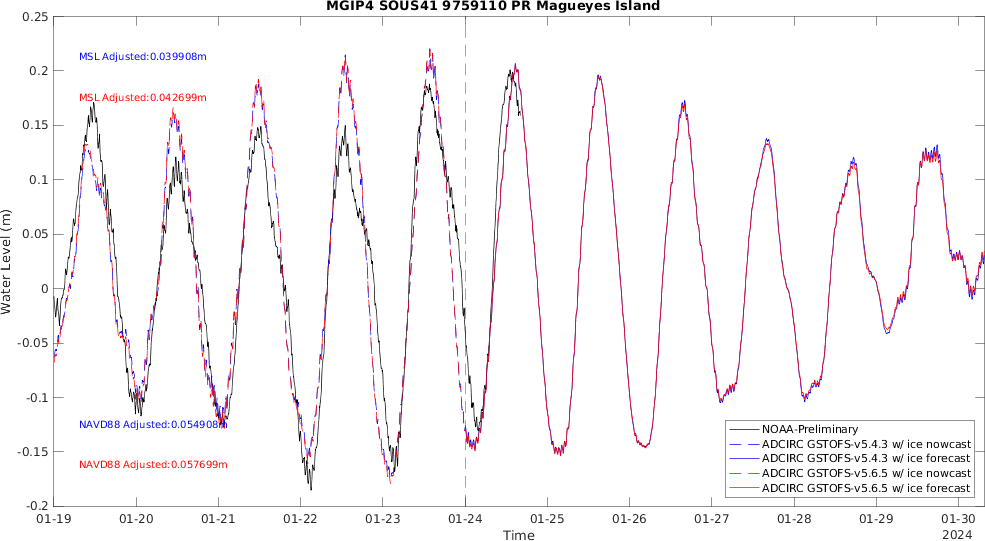 MGIP4 SOUS41 9759110 PR Magueyes Island
0.25
0.2
0.15
0.1
0.05
0
-0.05
-0.1
-0.15
-0.2
Water Level (m)
MSL Adjusted:0.039908m
MSL Adjusted:0.042699m
NAVD88 Adjusted:0.054908m
NAVD88 Adjusted:0.057699m
NOAA-Preliminary
ADCIRC GSTOFS-v5.4.3 w/ ice nowcast
ADCIRC GSTOFS-v5.4.3 w/ ice forecast
ADCIRC GSTOFS-v5.6.5 w/ ice nowcast
ADCIRC GSTOFS-v5.6.5 w/ ice forecast
01-19 01-20 01-21 01-22 01-23 01-24 01-25 01-26 01-27 01-28 01-29 01-30
2024
Time